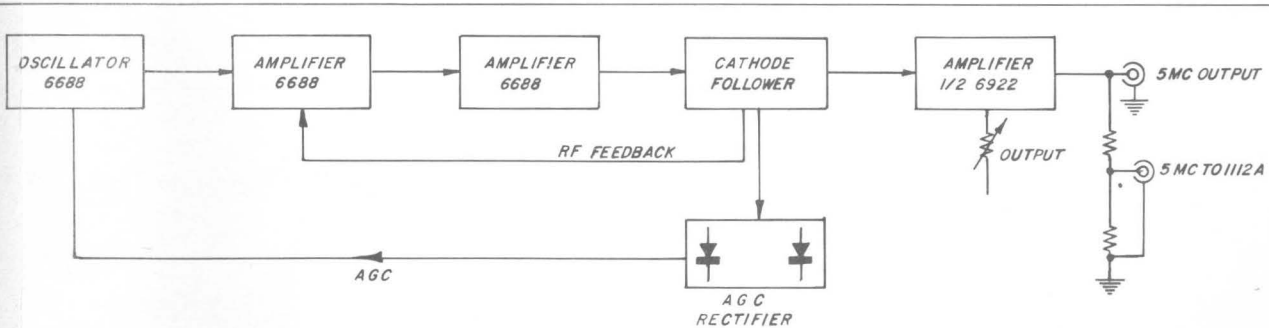 OSCILLATOR
6688
AMPLIFIER
6688
AMPLIFIER
6688
CATHODE
FOLLOWER
AMPLIFIER
1/2 6922
5MC OUTPUT
RF FEEDBACK
OUTPUT
5MC TO 1112A
AGC
AGC
RECTIFIER